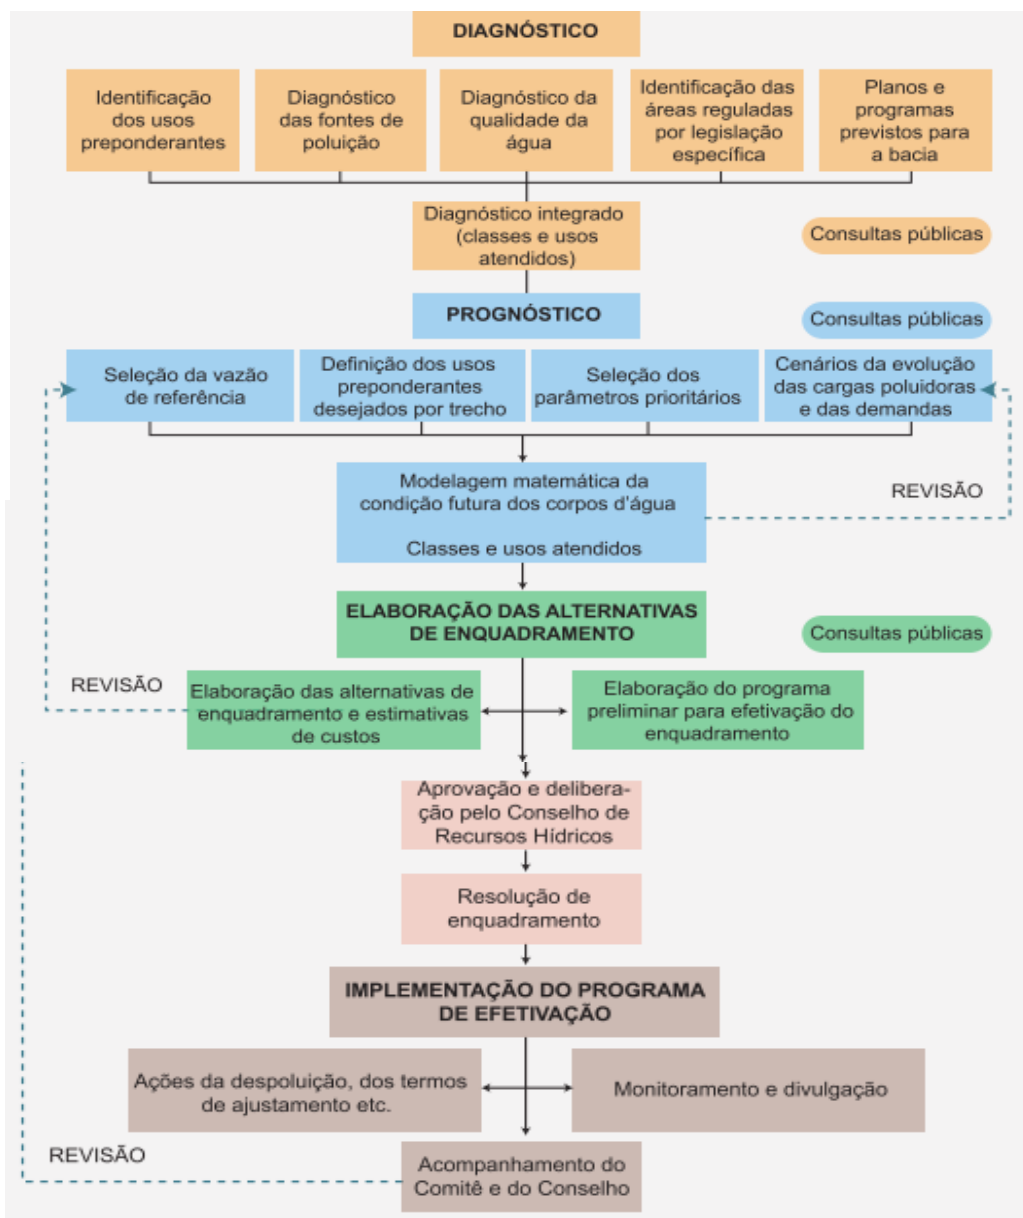 DIAGNÓSTICO
Identificação
dos usos
preponderantes
Diagnóstico
das fontes de
poluição
Diagnóstico da
qualidade da
água
Identificação das
áreas reguladas
por legislação
específica
Planos e
programas
previstos para
a bacia
Diagnóstico integrado
(classes e usos
atendidos)
Consultas públicas
PROGNÓSTICO
Consultas públicas
Seleção da vazão
de referência
Definição dos usos
preponderantes
desejados por trecho
Seleção dos
parâmetros prioritários
Cenários da evolução
das cargas poluidoras
e das demandas
Modelagem matemática da
condição futura dos corpos d'água
Classes e usos atendidos
REVISÃO
ELABORAÇÃO DAS ALTERNATIVAS
DE ENQUADRAMENTO
Consultas públicas
REVISÃO
Elaboração das alternativas de
enquadramento e estimativas
de custos
Elaboração do programa
preliminar para efetivação do
enquadramento
Aprovação e delibera-
ção pelo Conselho de
Recursos Hídricos
Resolução de
enquadramento
IMPLEMENTAÇÃO DO PROGRAMA
DE EFETIVAÇÃO
Ações da despoluição, dos termos
de ajustamento etc.
Monitoramento e divulgação
REVISÃO
Acompanhamento do
Comitê e do Conselho